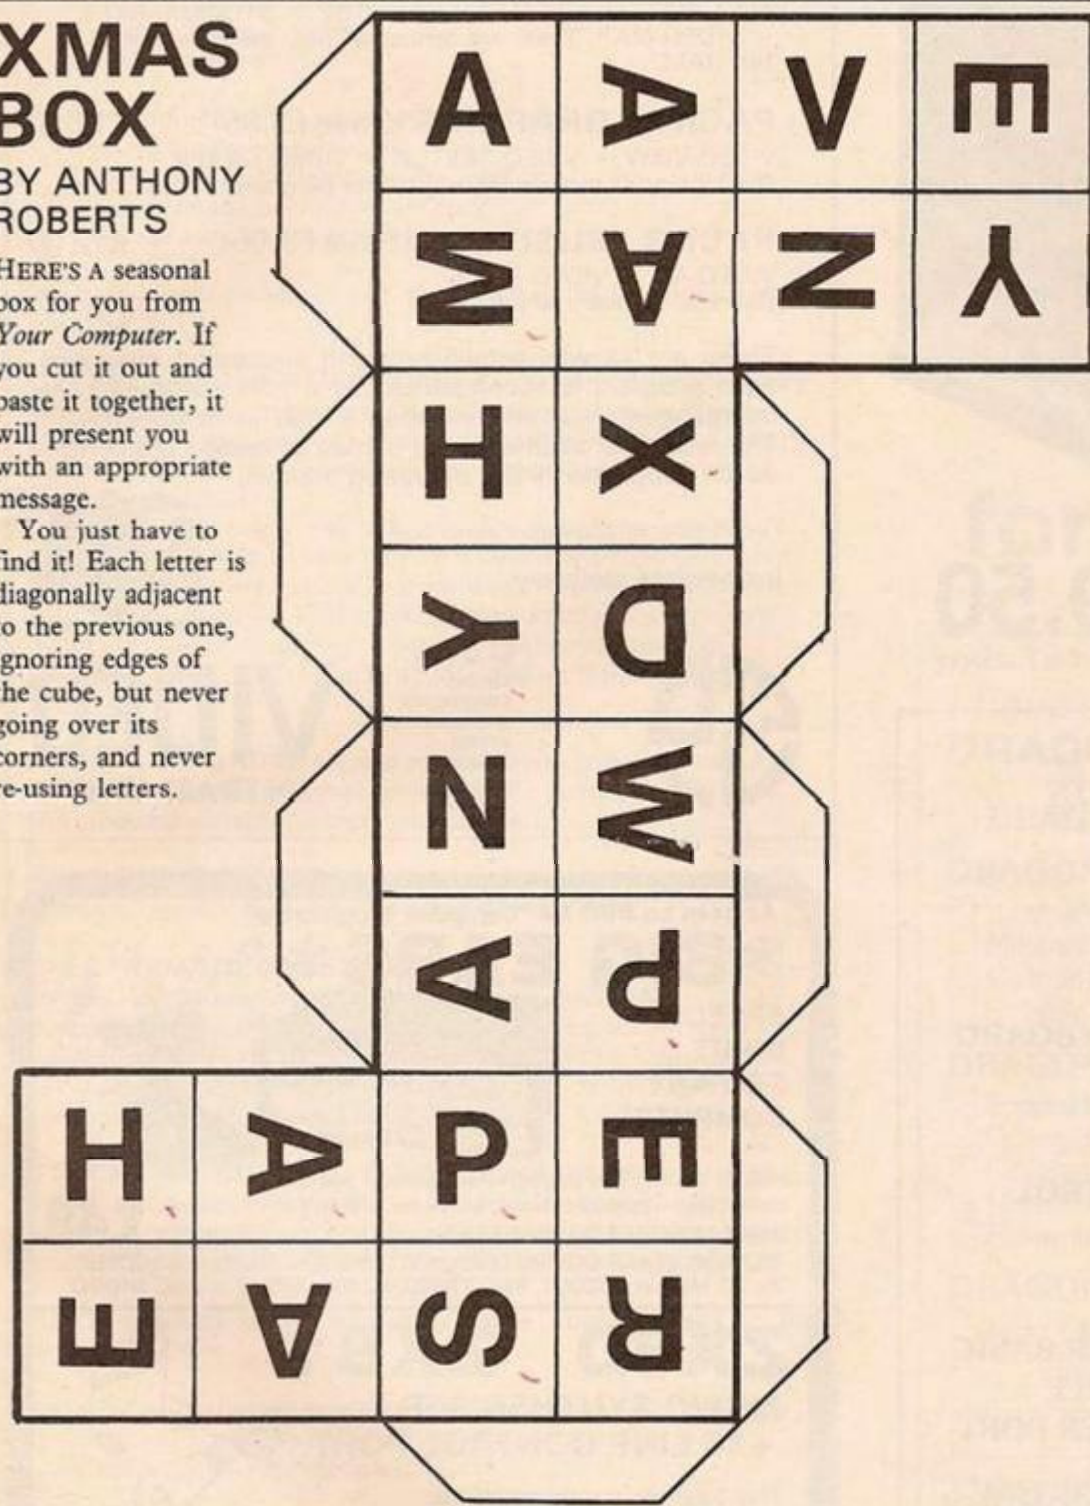 XMAS
BOX
BY ANTHONY
ROBERTS
HERE'S A seasonal
box for you from
Your Computer. If
you cut it out and
paste it together, it
will present you
with an appropriate
message.
You just have to
find it! Each letter is
diagonally adjacent
to the previous one,
ignoring edges of
the cube, but never
going over its
corners, and never
re-using letters.
A A V E
M A N Y
H X
Y D
N W
A P
H A P E
E A S R